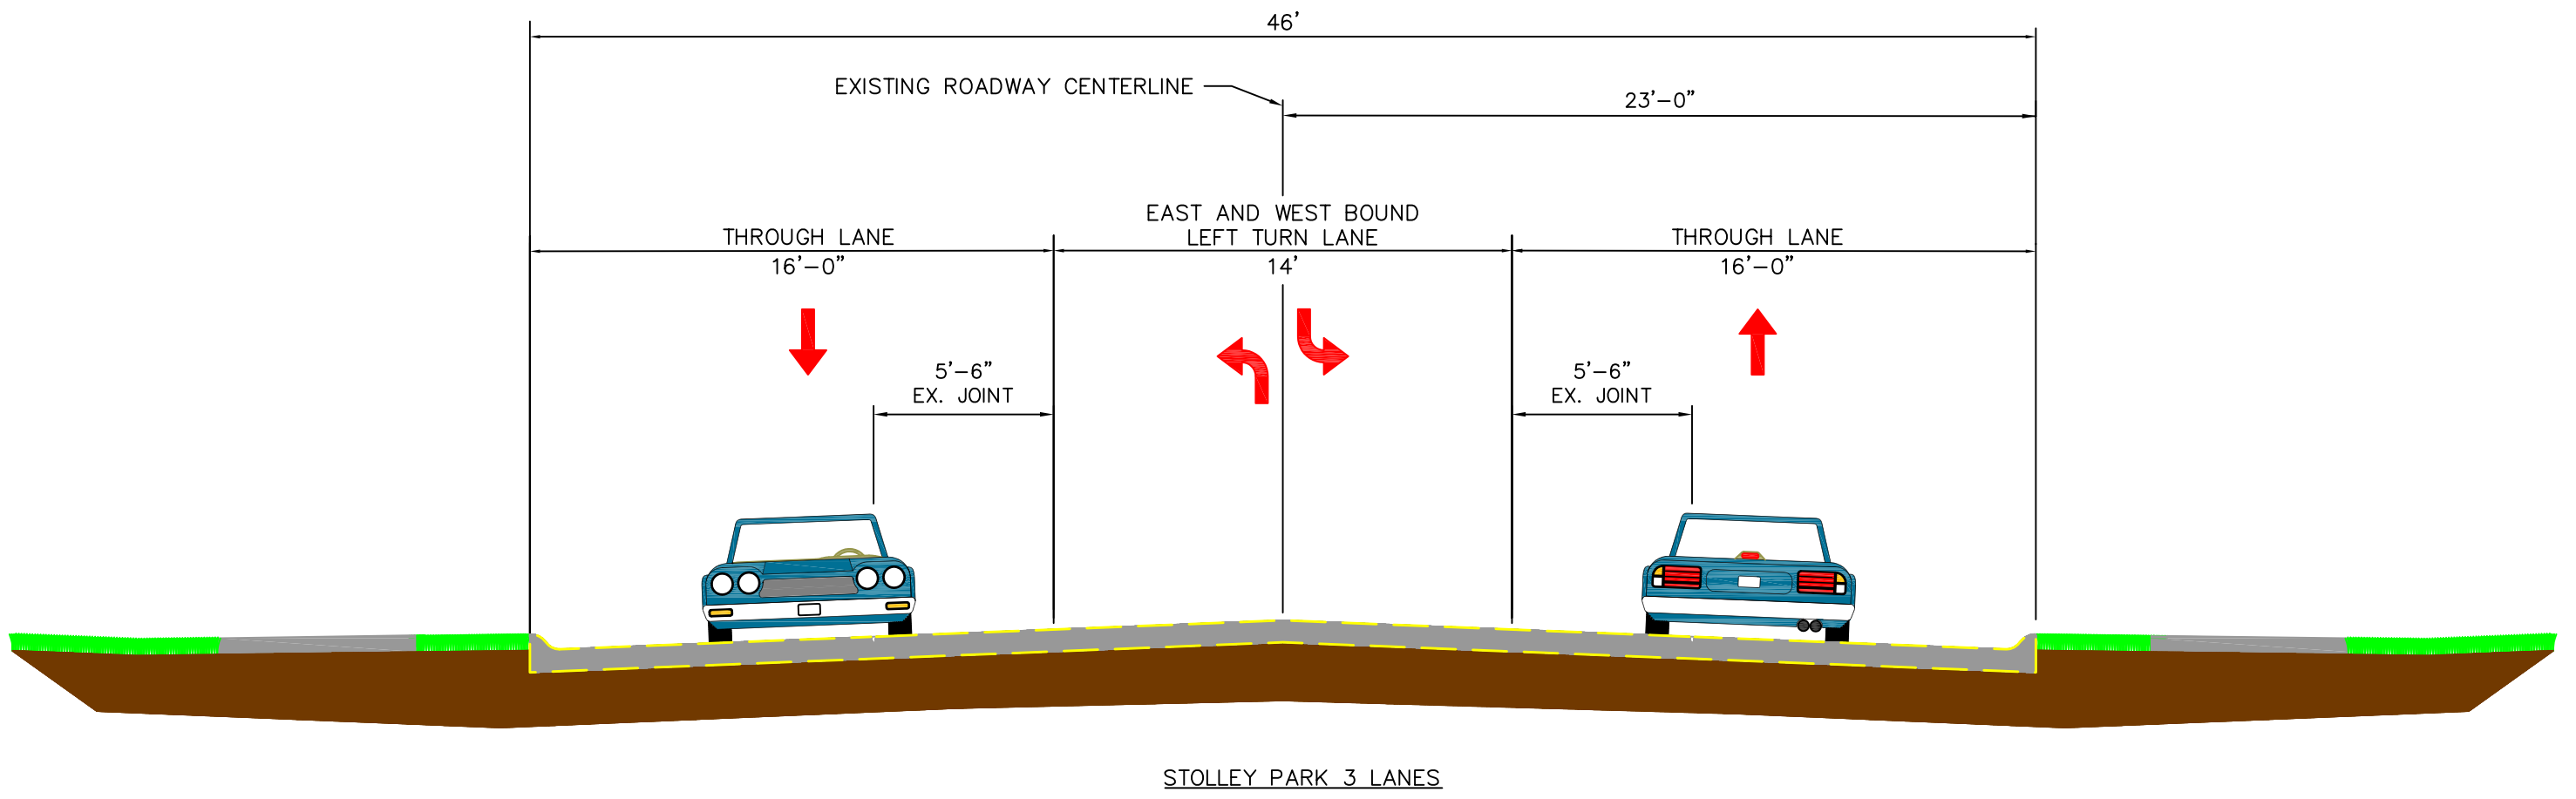 46'
EXISTING ROADWAY CENTERLINE
23'-0"
EAST AND WEST BOUND
THROUGH LANE
LEFT TURN LANE
THROUGH LANE
16'-0"
14'
16'-0"
5'-6"
EX. JOINT
5'-6"
EX. JOINT
STOLLEY PARK 3 LANES